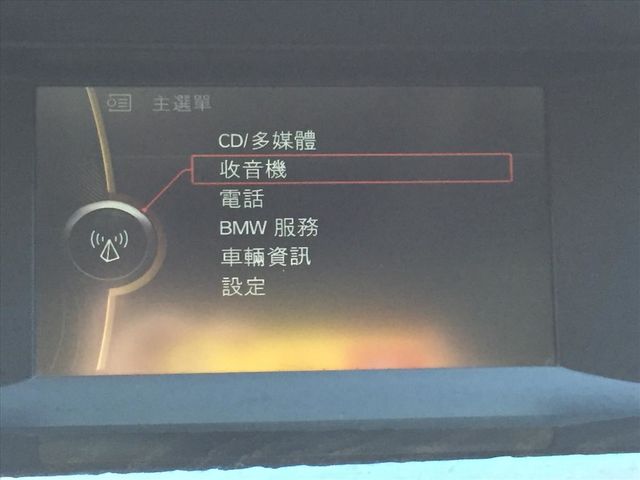 主選單
CD/多媒體
收音機
電話
BMW 服務
車輛資訊
設定